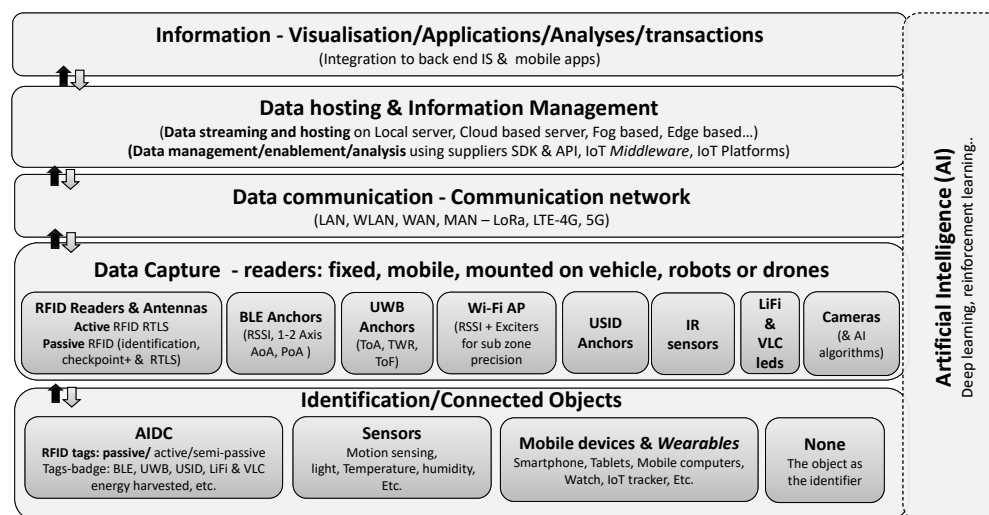 Information - Visualisation/Applications/Analyses/transactions
(Integration to back end IS & mobile apps)
Data hosting & Information Management
(Data streaming and hosting on Local server, Cloud based server, Fog based, Edge based…)
(Data management/enablement/analysis using suppliers SDK & API, IoT Middleware, IoT Platforms)
Data communication - Communication network
(LAN, WLAN, WAN, MAN – LoRa, LTE-4G, 5G)
Data Capture - readers: fixed, mobile, mounted on vehicle, robots or drones
RFID Readers & Antennas
Active RFID RTLS
Passive RFID (identification,
checkpoint+ & RTLS)
BLE Anchors
(RSSI, 1-2 Axis
AoA, PoA )
UWB
Anchors
(ToA, TWR,
ToF)
Wi-Fi AP
(RSSI + Exciters
for sub zone
precision
USID
Anchors
IR
sensors
LiFi
&
VLC
leds
Cameras
(& AI
algorithms)
Identification/Connected Objects
AIDC
RFID tags: passive/ active/semi-passive
Tags-badge: BLE, UWB, USID, LiFi & VLC
energy harvested, etc.
Sensors
Motion sensing,
light, Temperature, humidity,
Etc.
Mobile devices & Wearables
Smartphone, Tablets, Mobile computers,
Watch, IoT tracker, Etc.
None
The object as
the identifier
Artificial Intelligence (AI)
Deep learning, reinforcement learning..